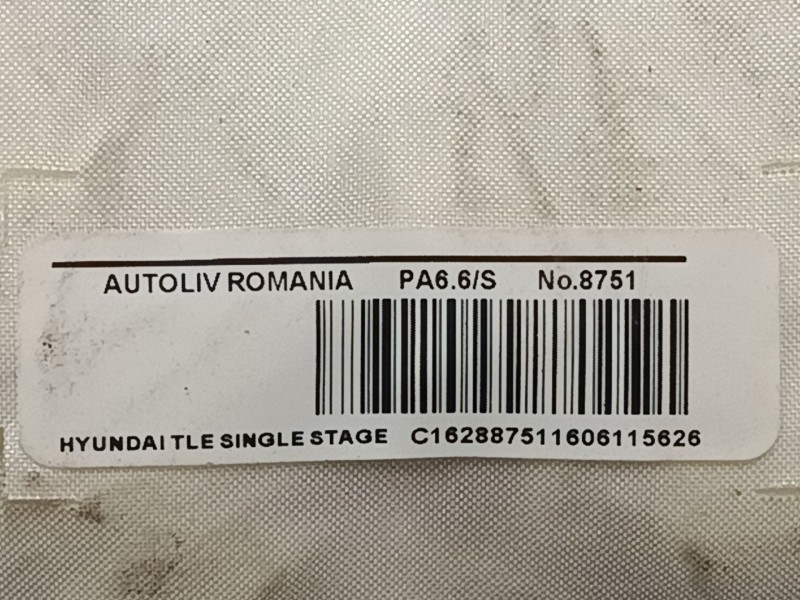 AUTOLIV ROMANIA PA6.6/S No.8751
HYUNDAI TLE SINGLE STAGE C162887511606115626